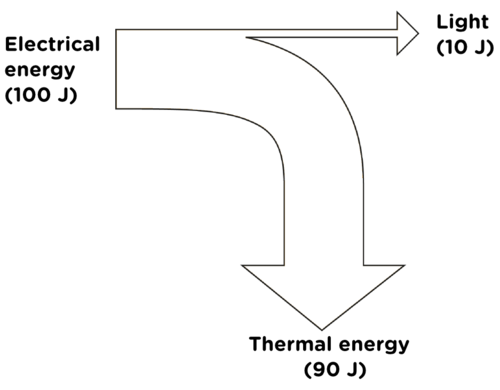 Electrical
energy
(100 J)
Light
(10 J)
Thermal energy
(90 J)